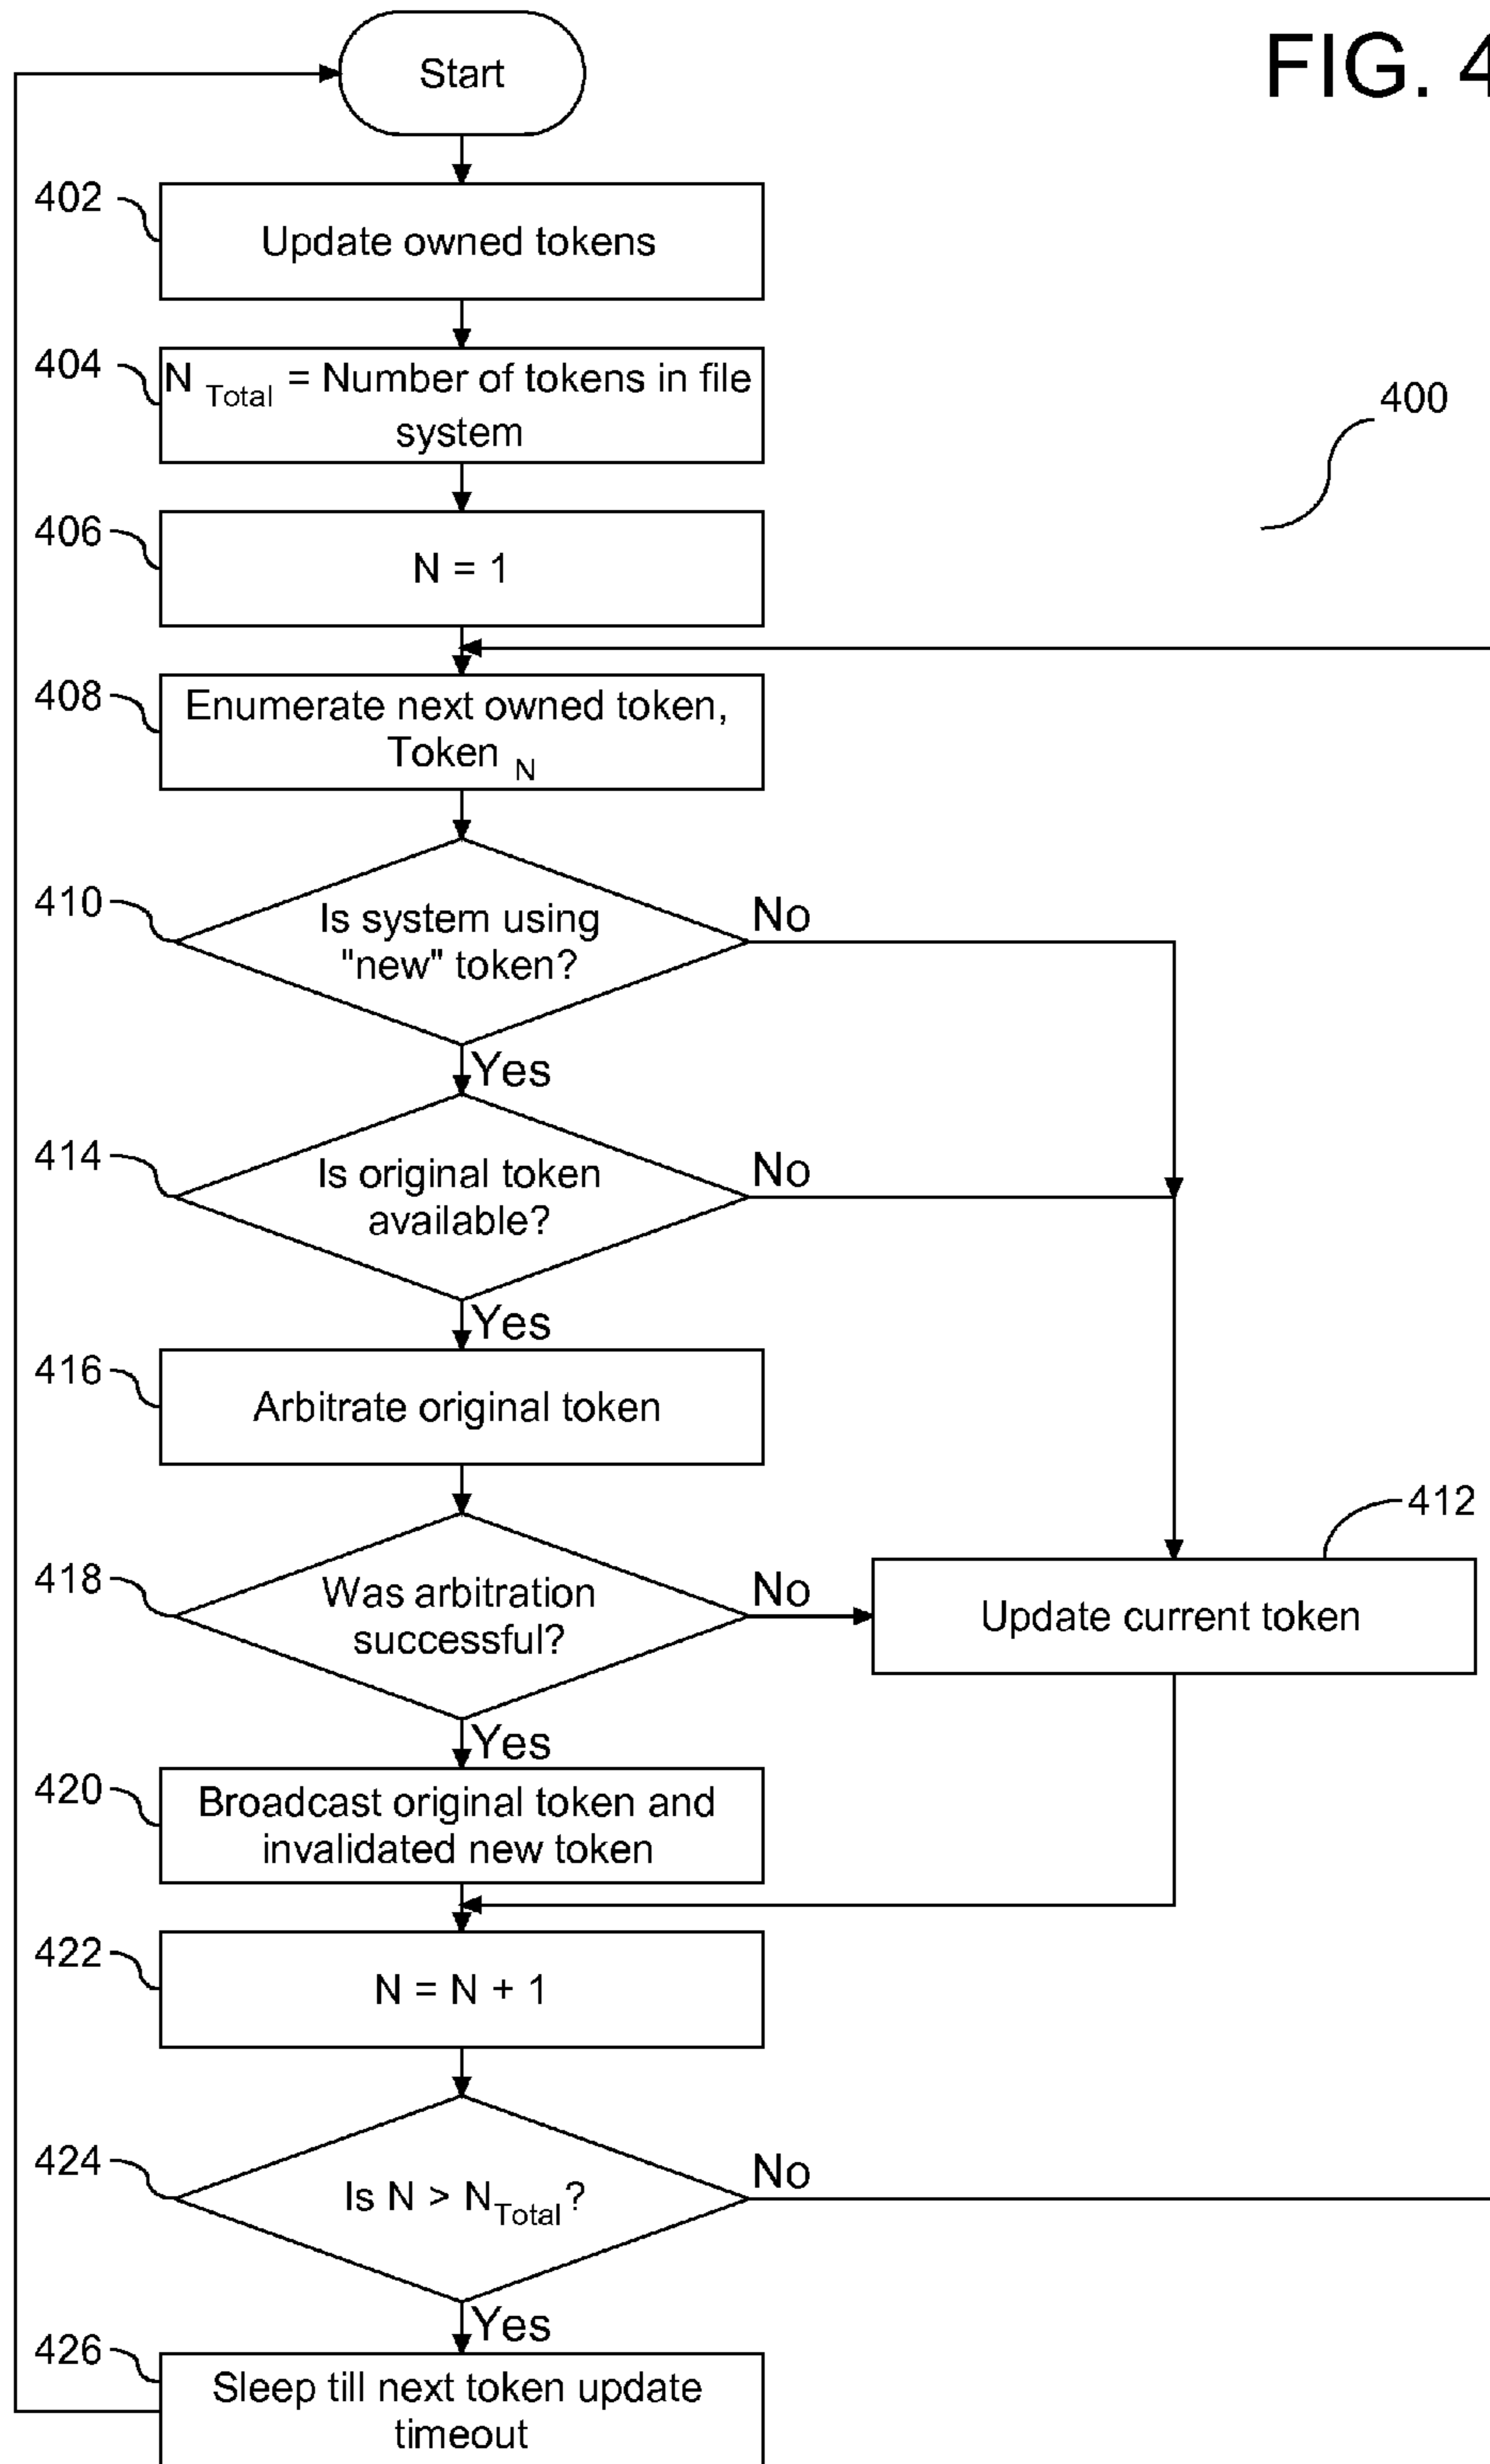 FIG. 4
Start
402
Update owned tokens
404
N Total = Number of tokens in file
system
400
406
N = 1
408
Enumerate next owned token,
Token N
410
Is system using
"new" token?
No
Yes
414
Is original token
available?
No
Yes
416
Arbitrate original token
412
418
Was arbitration
successful?
No
Update current token
Yes
420
Broadcast original token and
invalidated new token
422
N = N + 1
424
Is N > NTotal?
No
Yes
426
Sleep till next token update
timeout